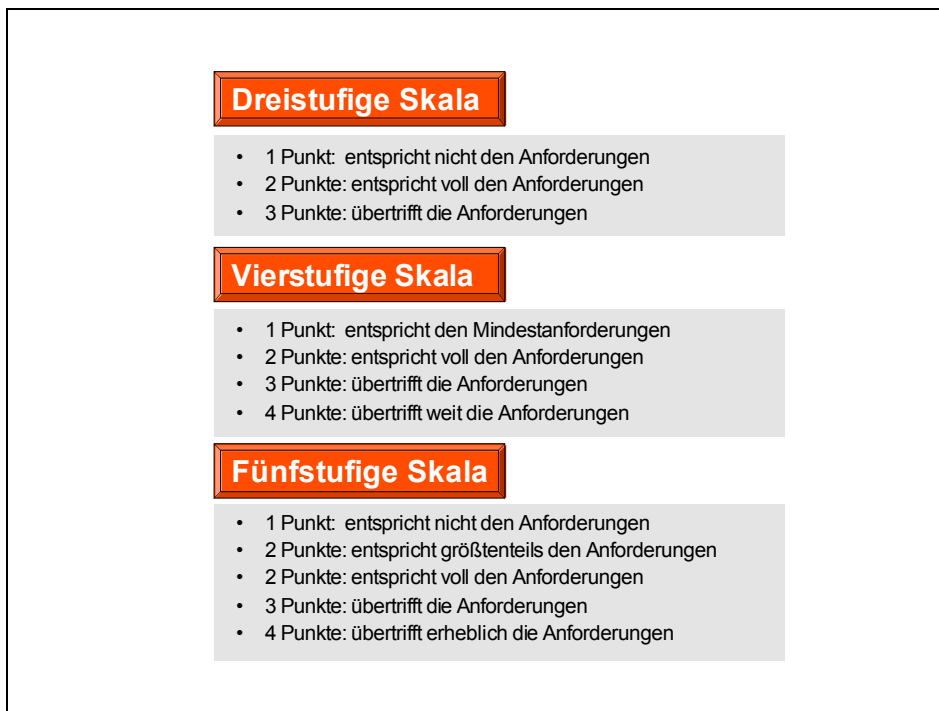 Dreistufige Skala
• 1 Punkt: entspricht nicht den Anforderungen
• 2 Punkte: entspricht voll den Anforderungen
• 3 Punkte: übertrifft die Anforderungen
Vierstufige Skala
• 1 Punkt: entspricht den Mindestanforderungen
• 2 Punkte: entspricht voll den Anforderungen
• 3 Punkte: übertrifft die Anforderungen
• 4 Punkte: übertrifft weit die Anforderungen
Fünfstufige Skala
• 1 Punkt: entspricht nicht den Anforderungen
• 2 Punkte: entspricht größtenteils den Anforderungen
• 2 Punkte: entspricht voll den Anforderungen
• 3 Punkte: übertrifft die Anforderungen
• 4 Punkte: übertrifft erheblich die Anforderungen